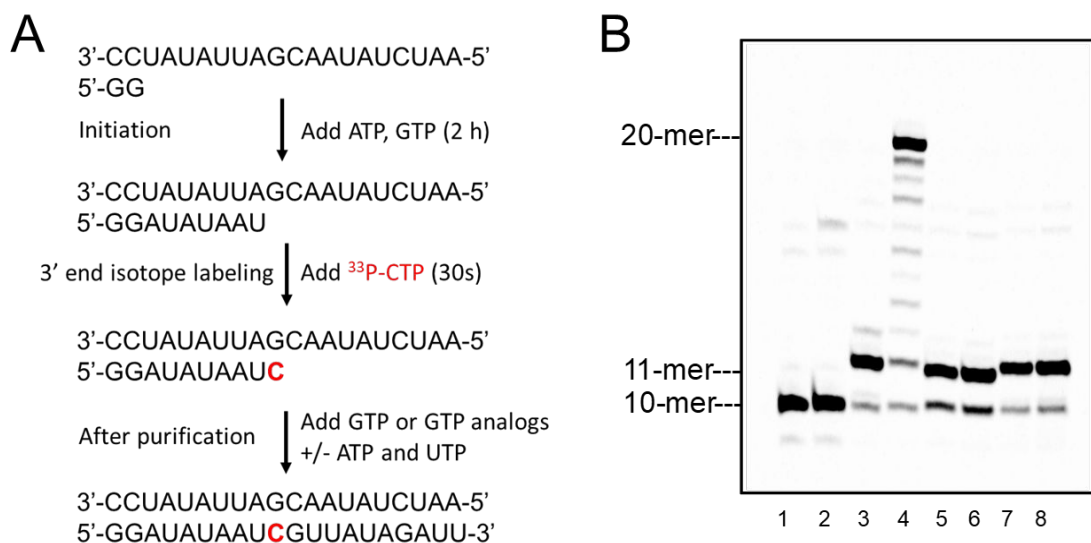 A
3’-CCUAUAUUAGCAAUAUCUAA-5’
5’-GG
Initiation
Add ATP, GTP (2 h)
3’-CCUAUAUUAGCAAUAUCUAA-5’
5’-GGAUAUAAU
3’ end isotope labeling
Add ³³P-CTP (30s)
3’-CCUAUAUUAGCAAUAUCUAA-5’
5’-GGAUAUAAUC
After purification
Add GTP or GTP analogs
+/- ATP and UTP
3’-CCUAUAUUAGCAAUAUCUAA-5’
5’-GGAUAUAAUCGUUAUAGAUU-3’
B
20-mer---
11-mer---
10-mer---
1 2 3 4 5 6 7 8